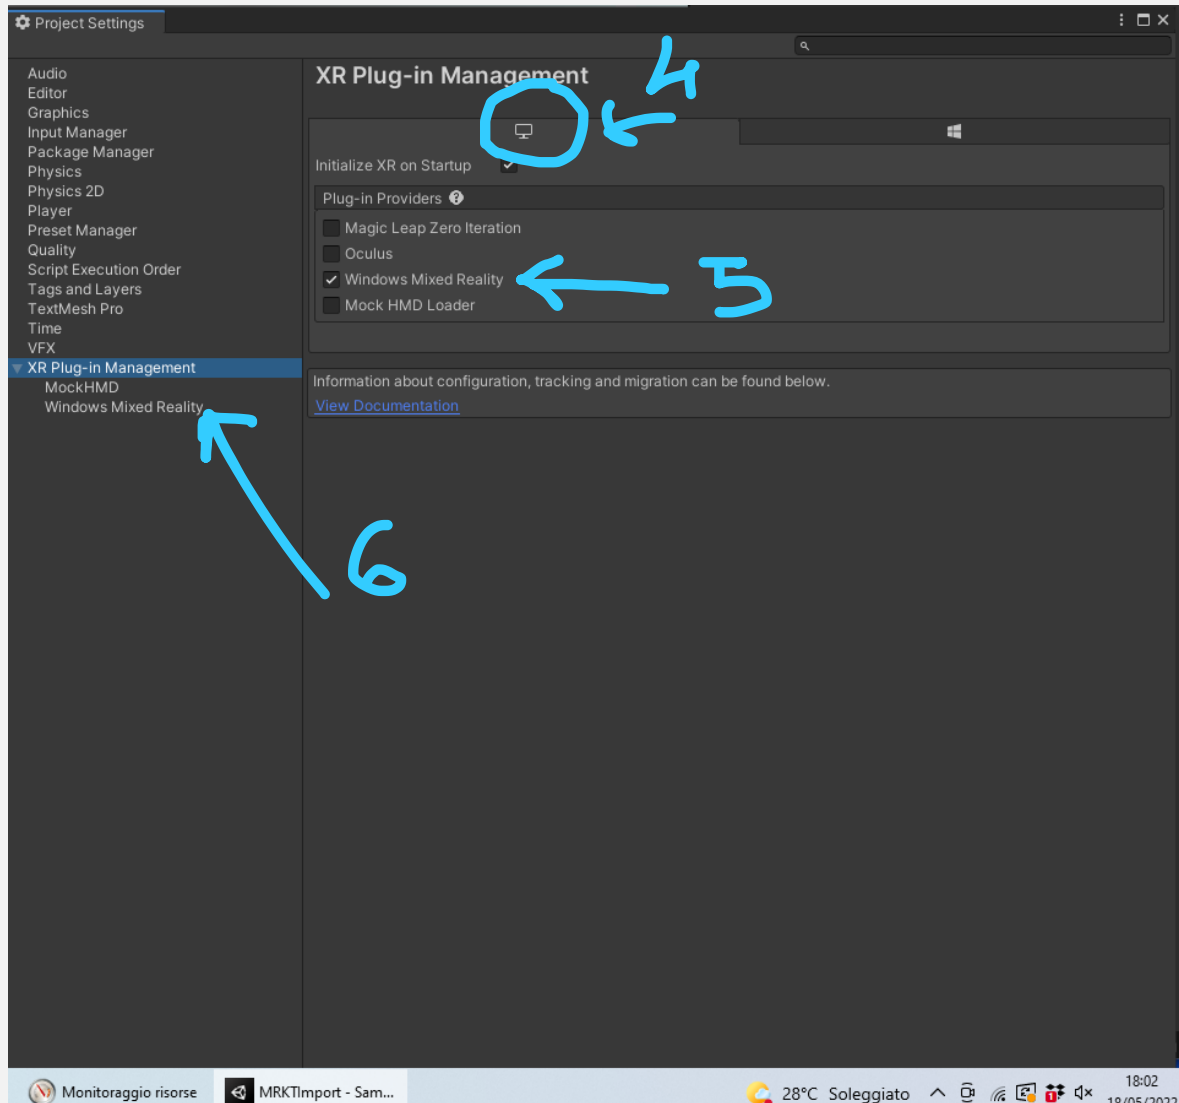 Project Settings
XR Plug-in Management
4
Audio
Editor
Graphics
Input Manager
Package Manager
Physics
Physics 2D
Player
Preset Manager
Quality
Script Execution Order
Tags and Layers
TextMesh Pro
Time
VFX
XR Plug-in Management
MockHMD
Windows Mixed Reality
Initialize XR on Startup
Plug-in Providers
Magic Leap Zero Iteration
Oculus
Windows Mixed Reality
5
Mock HMD Loader
Information about configuration, tracking and migration can be found below.
View Documentation
6
Monitoraggio risorse
MRKTImport - Sam...
28°C Soleggiato
1
18:02
18/05/2022